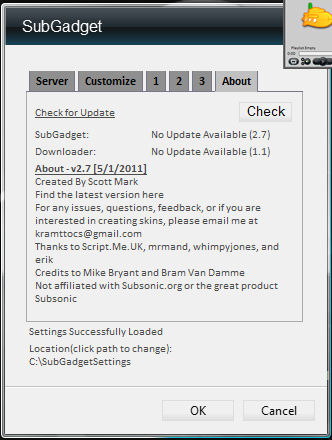 SubGadget
Playlist Empty
0:00
Server Customize 1 2 3 About
Check for Update Check
SubGadget: No Update Available (2.7)
Downloader: No Update Available (1.1)
About - v2.7 [5/1/2011]
Created By Scott Mark
Find the latest version here
For any issues, questions, feedback, or if you are
interested in creating skins, please email me at
kramttocs@gmail.com
Thanks to Script.Me.UK, mrmand, whimpyjones, and
erik
Credits to Mike Bryant and Bram Van Damme
Not affiliated with Subsonic.org or the great product
Subsonic
Settings Successfully Loaded
Location(click path to change):
C:\SubGadgetSettings
OK Cancel